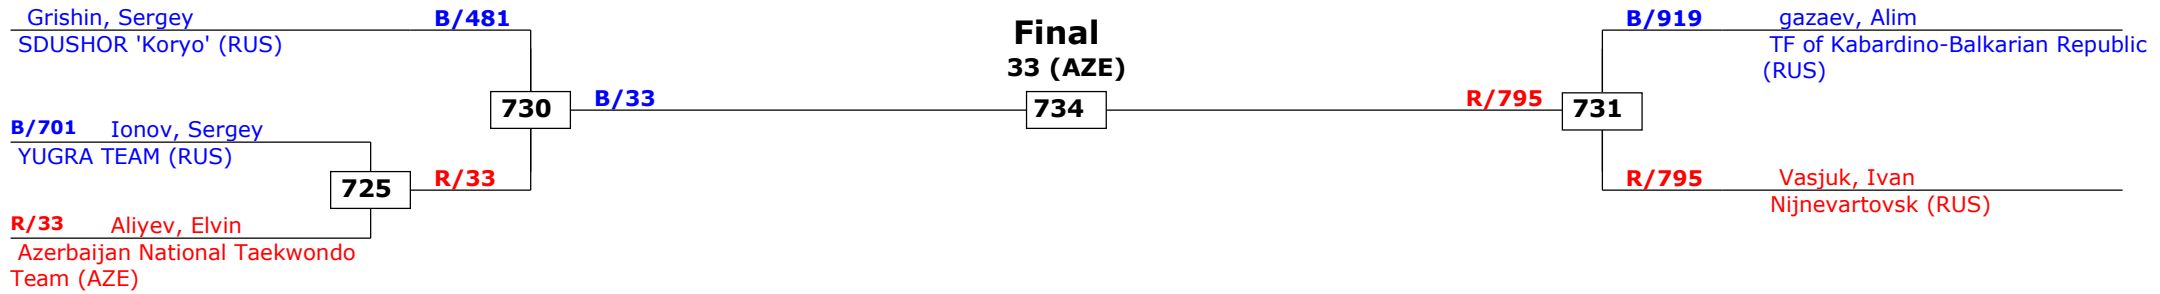 Grishin, Sergey
B/481
SDUSHOR 'Koryo' (RUS)
Final
33 (AZE)
B/919
gazaev, Alim
TF of Kabardino-Balkarian Republic
(RUS)
730
B/33
734
R/795
731
B/701
Ionov, Sergey
YUGRA TEAM (RUS)
725
R/33
R/795
Vasjuk, Ivan
Nijnevartovsk (RUS)
R/33
Aliyev, Elvin
Azerbaijan National Taekwondo
Team (AZE)